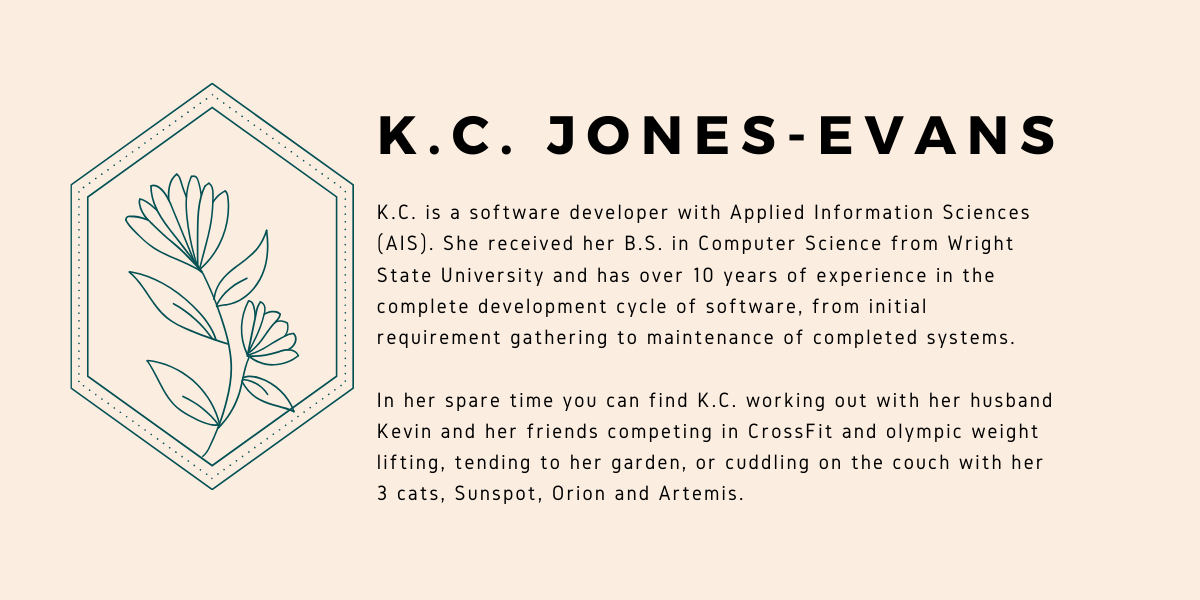 K.C. JONES-EVANS
K.C. is a software developer with Applied Information Sciences
(AIS). She received her B.S. in Computer Science from Wright
State University and has over 10 years of experience in the
complete development cycle of software, from initial
requirement gathering to maintenance of completed systems.
In her spare time you can find K.C. working out with her husband
Kevin and her friends competing in CrossFit and olympic weight
lifting, tending to her garden, or cuddling on the couch with her
3 cats, Sunspot, Orion and Artemis.